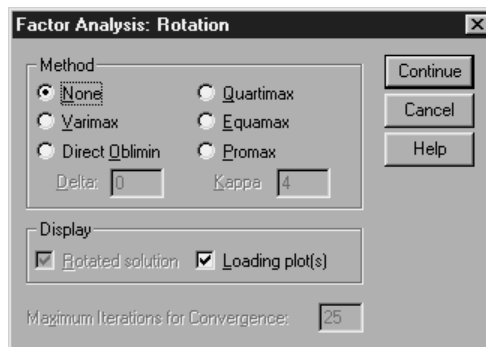 Factor Analysis: Rotation
Method
None
Quartimax
Varimax
Equamax
Direct Oblimin
Promax
Delta: 0
Kappa 4
Display
Rotated solution
Loading plot(s)
Maximum Iterations for Convergence: 25
Continue
Cancel
Help